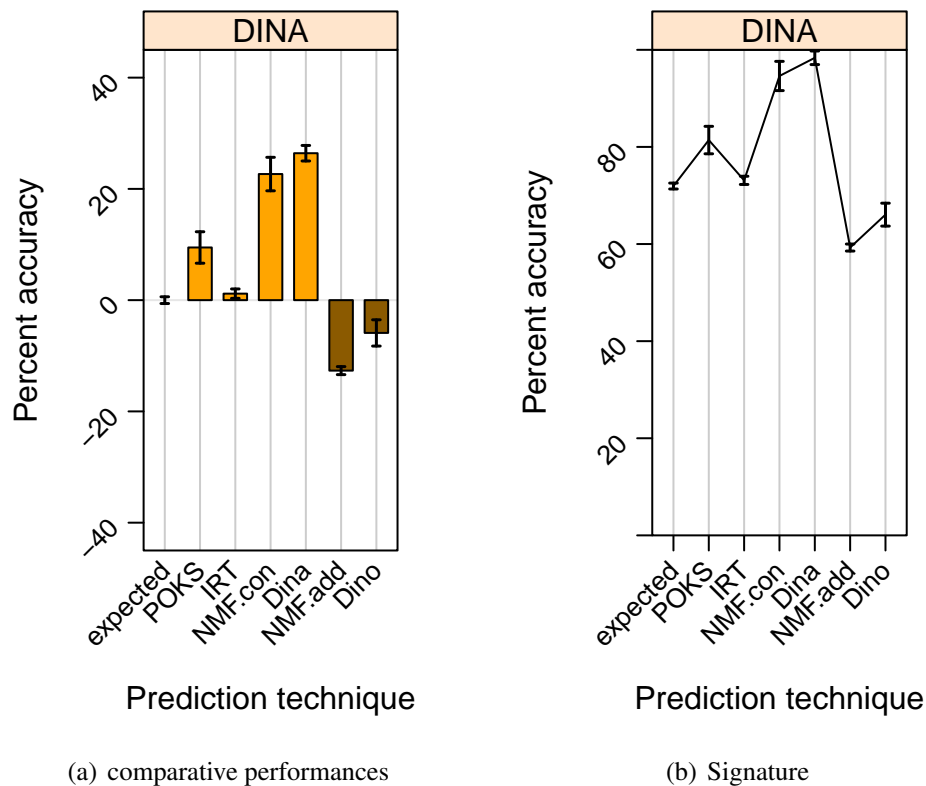 DINA
Percent accuracy
40
20
0
−20
−40
expected
POKS
IRT
NMF.con
Dina
NMF.add
Dino
Prediction technique
(a) comparative performances
DINA
Percent accuracy
80
60
40
20
expected
POKS
IRT
NMF.con
Dina
NMF.add
Dino
Prediction technique
(b) Signature